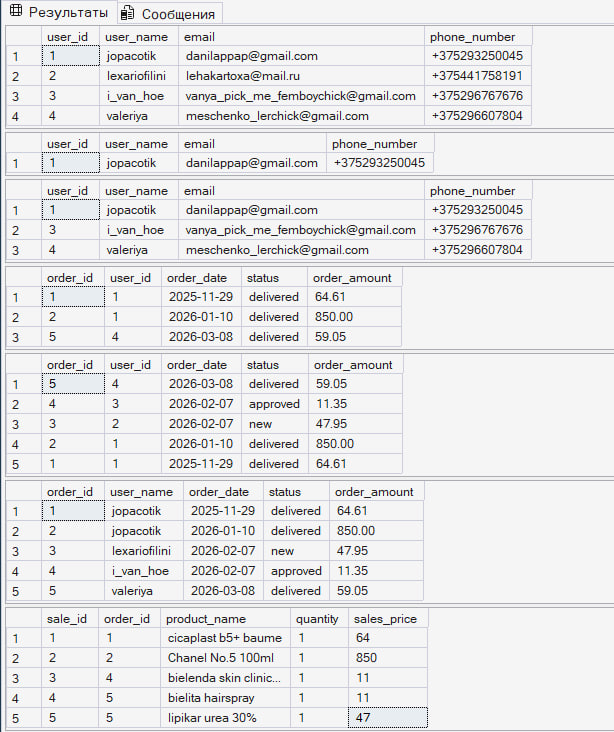 Результаты Сообщения
user_id user_name email phone_number
1 1 jopacotik danilappap@gmail.com +375293250045
2 2 lexariofilini lehakartoxa@mail.ru +375441758191
3 3 i_van_hoe vanya_pick_me_femboychick@gmail.com +375296767676
4 4 valeriya meschenko_lerchick@gmail.com +375296607804
user_id user_name email phone_number
1 1 jopacotik danilappap@gmail.com +375293250045
user_id user_name email phone_number
1 1 jopacotik danilappap@gmail.com +375293250045
2 3 i_van_hoe vanya_pick_me_femboychick@gmail.com +375296767676
3 4 valeriya meschenko_lerchick@gmail.com +375296607804
order_id user_id order_date status order_amount
1 1 1 2025-11-29 delivered 64.61
2 2 1 2026-01-10 delivered 850.00
3 5 4 2026-03-08 delivered 59.05
order_id user_id order_date status order_amount
1 5 4 2026-03-08 delivered 59.05
2 4 3 2026-02-07 approved 11.35
3 3 2 2026-02-07 new 47.95
4 2 1 2026-01-10 delivered 850.00
5 1 1 2025-11-29 delivered 64.61
order_id user_name order_date status order_amount
1 1 jopacotik 2025-11-29 delivered 64.61
2 2 jopacotik 2026-01-10 delivered 850.00
3 3 lexariofilini 2026-02-07 new 47.95
4 4 i_van_hoe 2026-02-07 approved 11.35
5 5 valeriya 2026-03-08 delivered 59.05
sale_id order_id product_name quantity sales_price
1 1 1 cicaplast b5+ baume 1 64
2 2 2 Chanel No.5 100ml 1 850
3 3 4 bielenda skin clinic... 1 11
4 4 5 bielita hairspray 1 11
5 5 5 lipikar urea 30% 1 47